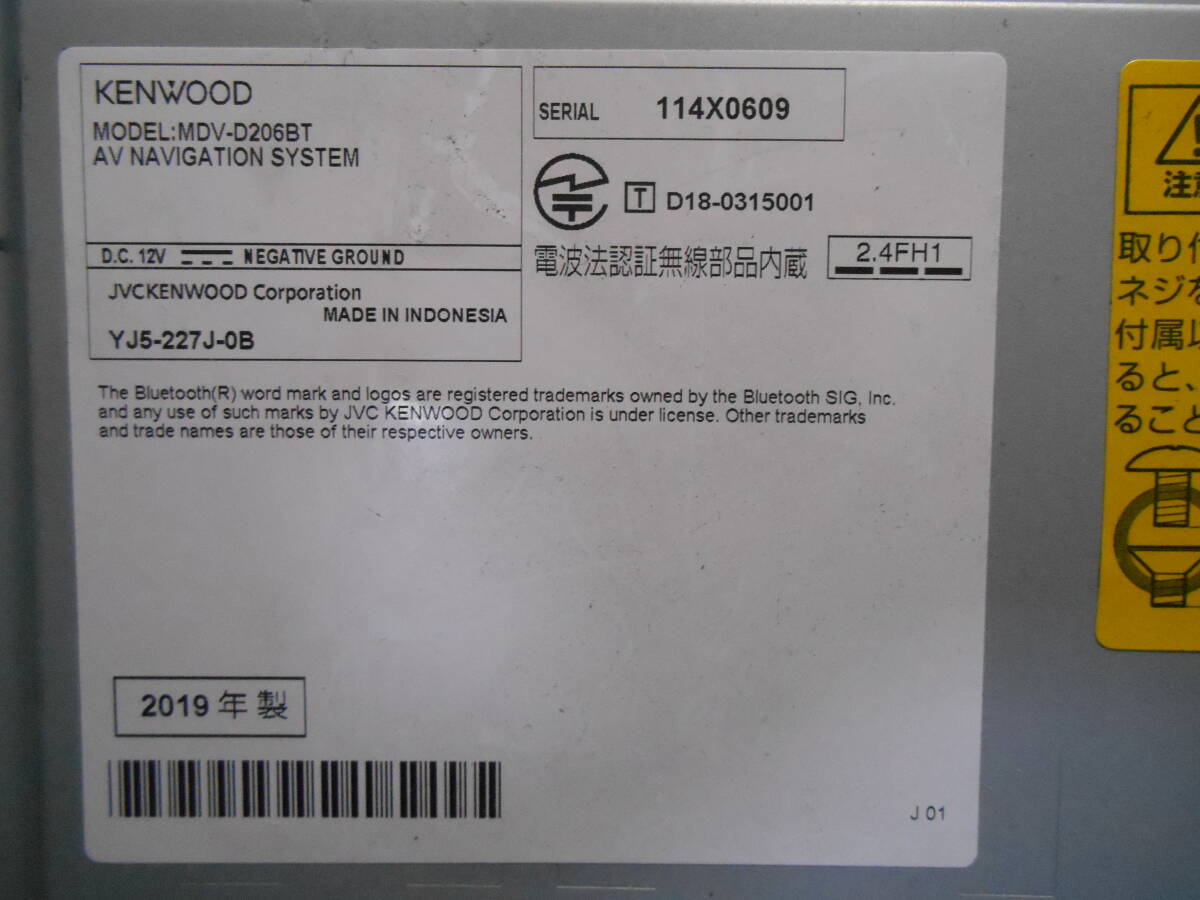 KENWOOD
MODEL:MDV-D206BT
AV NAVIGATION SYSTEM
D.C. 12V NEGATIVE GROUND
JVCKENWOOD Corporation
MADE IN INDONESIA
YJ5-227J-0B
SERIAL 114X0609
T D18-0315001
電波法認証無線部品内蔵 2.4FH1
The Bluetooth(R) word mark and logos are registered trademarks owned by the Bluetooth SIG, Inc.
and any use of such marks by JVC KENWOOD Corporation is under license. Other trademarks
and trade names are those of their respective owners.
2019 年 製
J 01
注
取り
ネジ
付属
ると、
ること